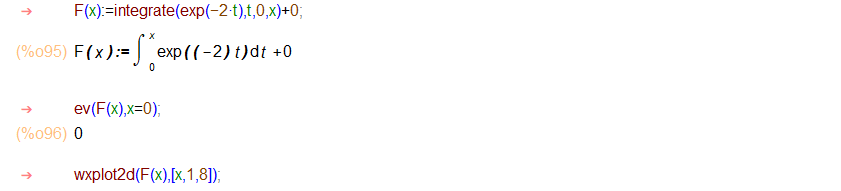 → F(x):=integrate(exp(−2·t),t,0,x)+0;
(%o95) F(x):=∫₀ˣ exp((−2) t)dt +0
→ ev(F(x),x=0);
(%o96) 0
→ wxplot2d(F(x),[x,1,8]);